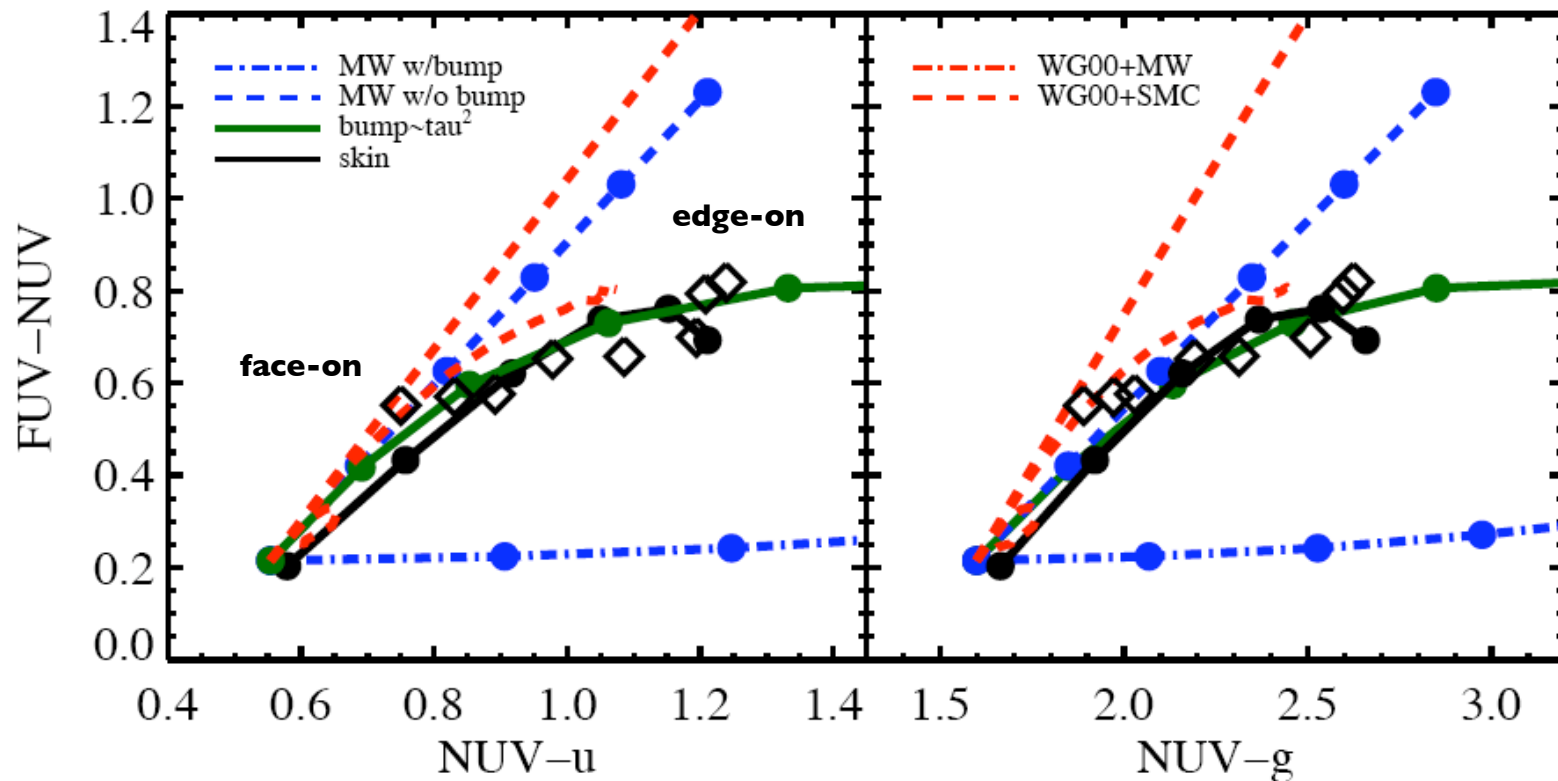 FUV−NUV
1.4
1.2
1.0
0.8
0.6
0.4
0.2
0.0
MW w/bump
MW w/o bump
bump~tau²
skin
face-on
edge-on
WG00+MW
WG00+SMC
0.4 0.6 0.8 1.0 1.2 1.4
1.5 2.0 2.5 3.0
NUV−u
NUV−g